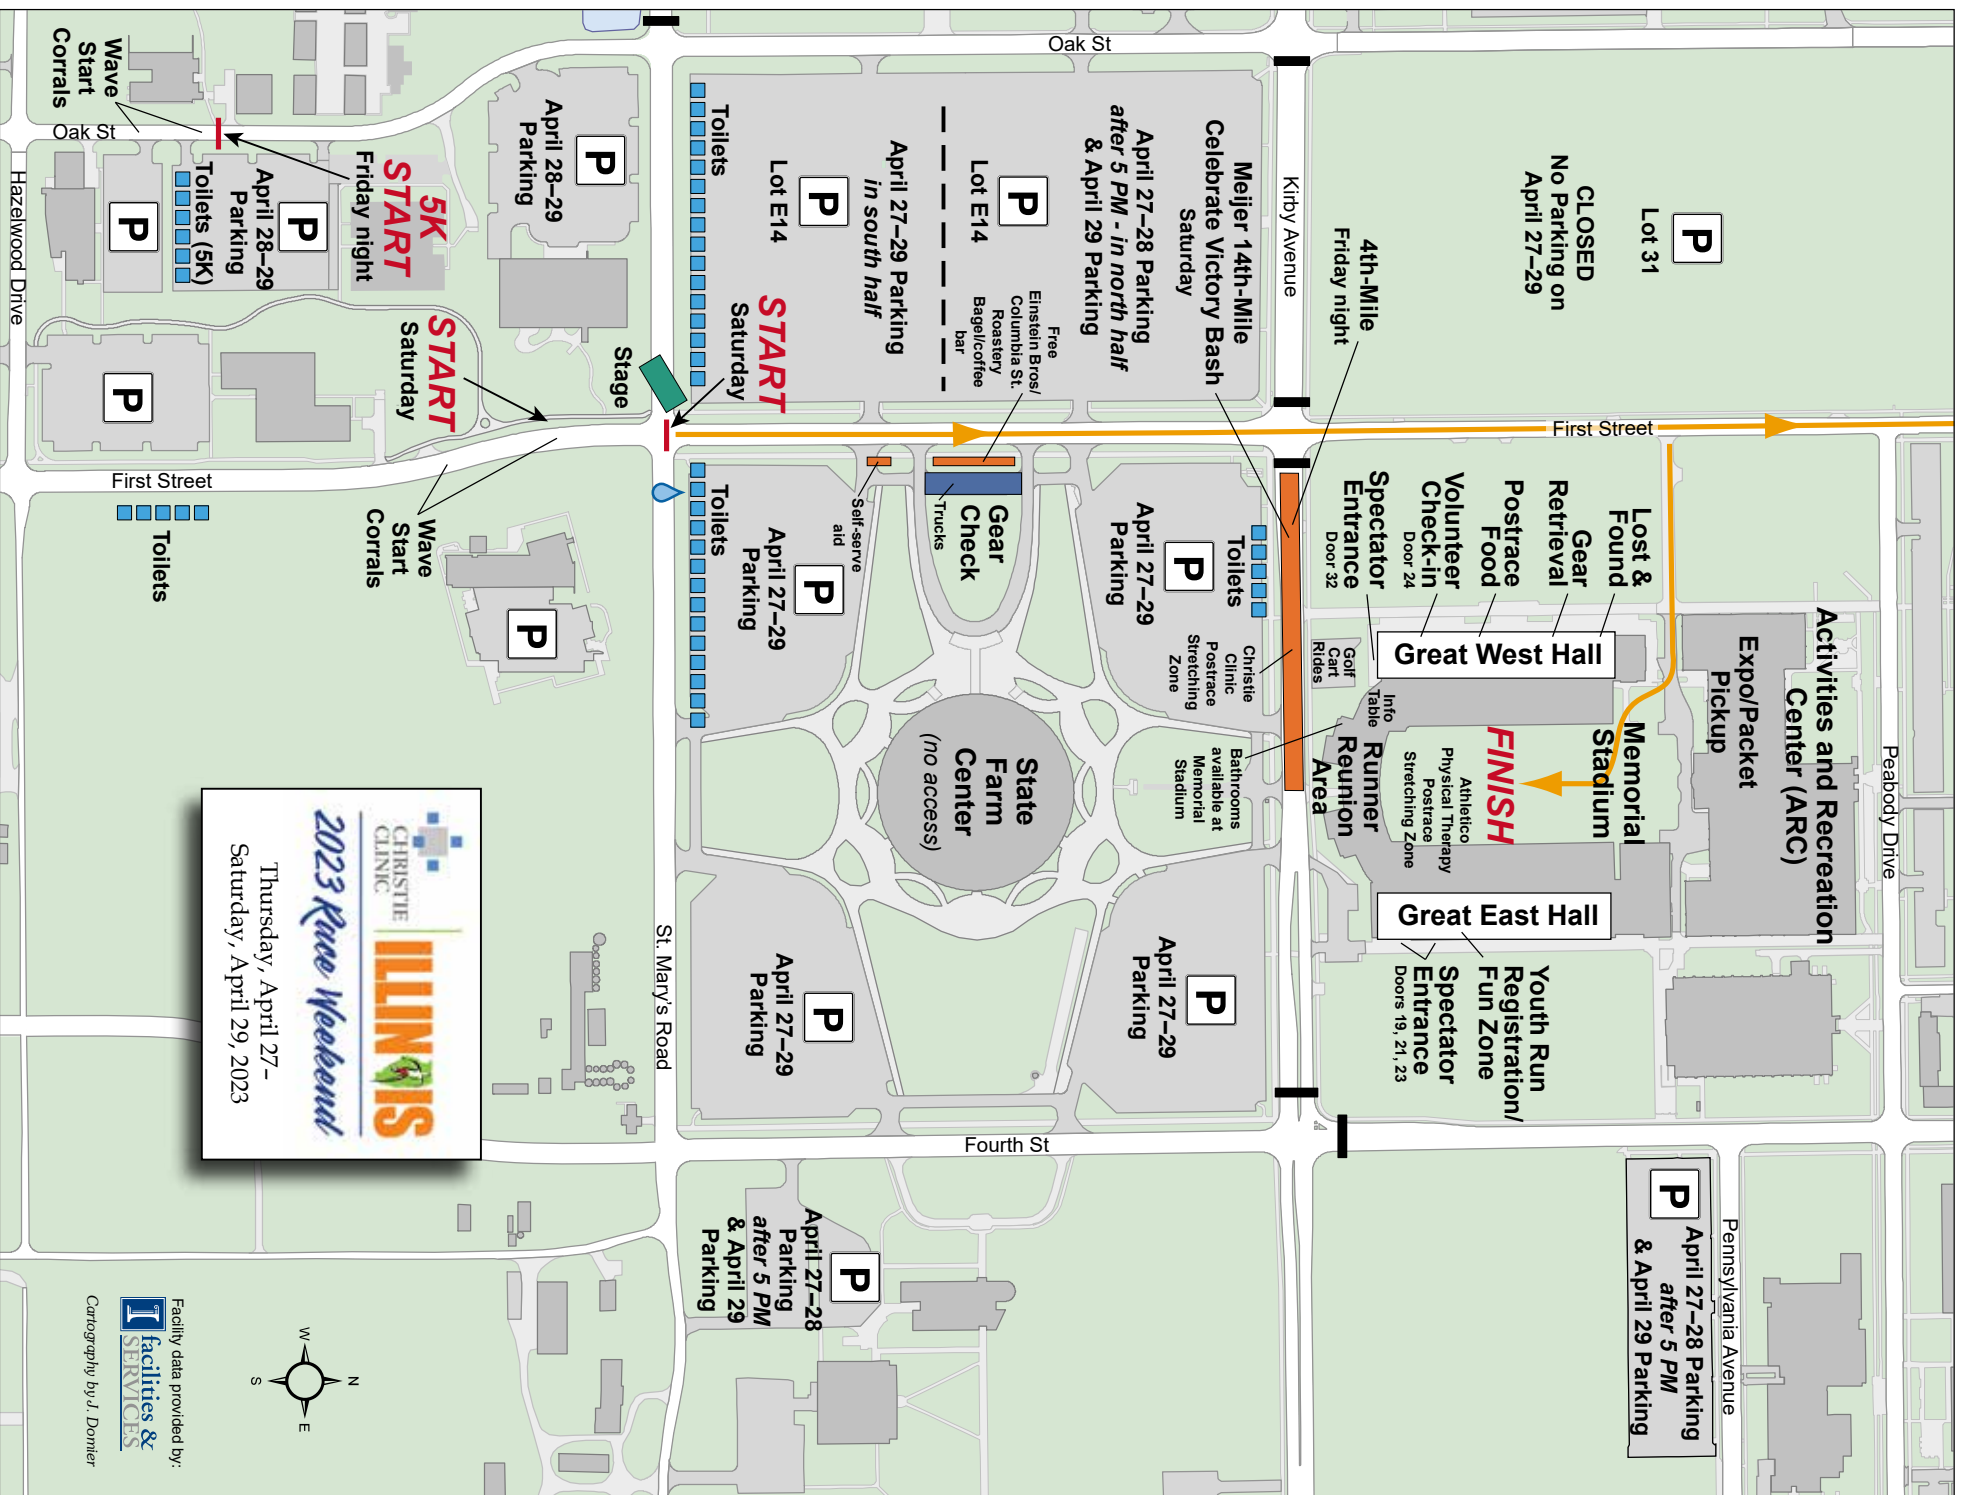 Oak St
Wave
Start
Corrals
Oak St
Hazelwood Drive
P
April 28–29
Parking
Toilets (5K)
P
P
5K
START
Friday night
P
April 28–29
Parking
START
Saturday
P
First Street
Toilets
Wave
Start
Corrals
P
Stage
Toilets
START
Saturday
Lot E14
P
April 27–29 Parking
in south half
Lot E14
P
April 27–28 Parking
after 5 PM - in north half
& April 29 Parking
Free
Einstein Bros/
Columbia St.
Roastery
Bagel/coffee
bar
Meijer 14th-Mile
Celebrate Victory Bash
Saturday
Kirby Avenue
4th-Mile
Friday night
P
Lot 31
CLOSED
No Parking on
April 27–29
First Street
Toilets
P
April 27–29
Parking
Self-serve
aid
Trucks
Gear
Check
P
April 27–29
Parking
Toilets
Christie
Clinic
Postrace
Stretching
Zone
Bathrooms
available at
Memorial
Stadium
State
Farm
Center
(no access)
Lost &
Found
Gear
Retrieval
Postrace
Food
Volunteer
Check-in
Door 24
Spectator
Entrance
Door 32
Great West Hall
Golf
Cart
Rides
Info
Table
Runner
Reunion
Area
Athletico
Physical Therapy
Postrace
Stretching Zone
FINISH
Memorial
Stadium
Activities and Recreation
Center (ARC)
Expo/Packet
Pickup
Peabody Drive
Great East Hall
Youth Run
Registration/
Fun Zone
Spectator
Entrance
Doors 19, 21, 23
P
April 27–29
Parking
P
April 27–29
Parking
St. Mary's Road
Fourth St
P
April 27–28
Parking
after 5 PM
& April 29
Parking
P
April 27–28 Parking
after 5 PM
& April 29 Parking
Pennsylvania Avenue
CHRISTIE
CLINIC
ILLINOIS
2023 Race Weekend
Thursday, April 27–
Saturday, April 29, 2023
N
W
E
S
Facility data provided by:
I
facilities &
SERVICES
Cartography by J. Domier